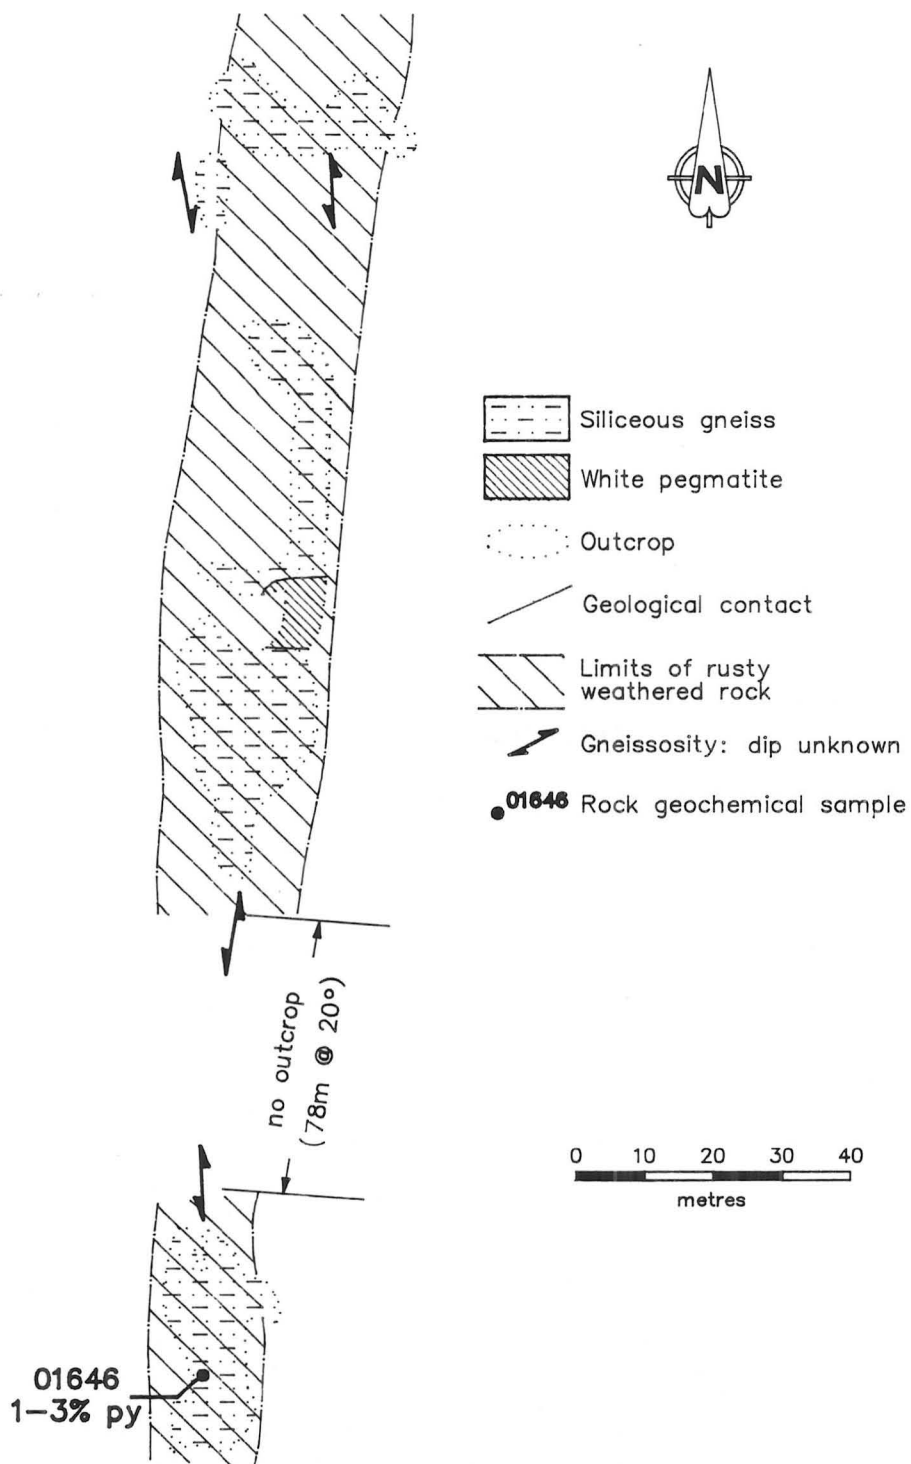 N
Siliceous gneiss
White pegmatite
Outcrop
Geological contact
Limits of rusty
weathered rock
Gneissosity: dip unknown
01646 Rock geochemical sample
no outcrop
(78m @ 20°)
0 10 20 30 40
metres
01646
1-3% py